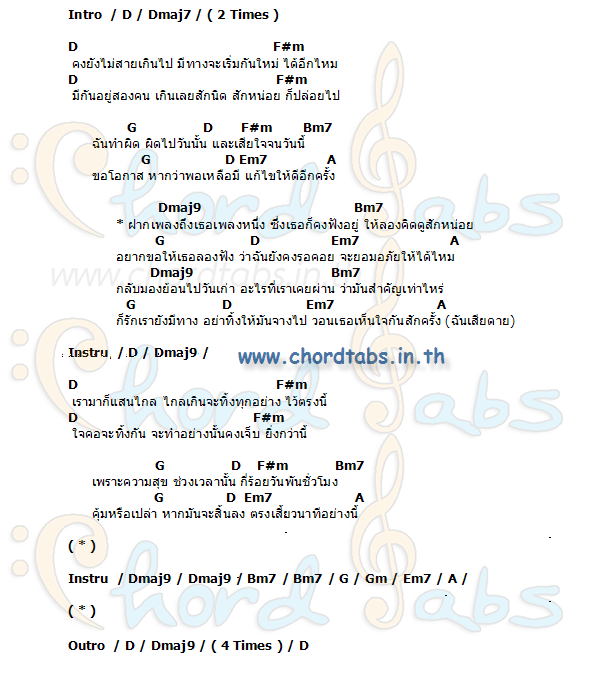 Intro / D / Dmaj7 / ( 2 Times )
D F#m
คงยังไม่สายเกินไป มีทางจะเริ่มกันใหม่ ได้อีกไหม
D F#m
มีกันอยู่สองคน เกินเลยสักนิด สักหน่อย ก็ปล่อยไป
G D F#m Bm7
ฉันทำผิด ผิดไปวันนั้น และเสียใจจนวันนี้
G D Em7 A
ขอโอกาส หากว่าพอเหลือมี แก้ไขให้ดีอีกครั้ง
Dmaj9 Bm7
* ฝากเพลงถึงเธอเพลงหนึ่ง ซึ่งเธอก็คงฟังอยู่ ให้ลองคิดดูสักหน่อย
G D Em7 A
อยากขอให้เธอลองฟัง ว่าฉันยังคงรอคอย จะยอมอภัยให้ได้ไหม
www.chordtabs.in.th
Dmaj9 Bm7
กลับมองย้อนไปวันเก่า อะไรที่เราเคยผ่าน ว่ามันสำคัญเท่าไหร่
G D Em7 A
ก็รักเรายังมีทาง อย่าทิ้งให้มันจางไป วอนเธอเห็นใจกันสักครั้ง (ฉันเสียดาย)
Instru / D / Dmaj9 / www.chordtabs.in.th
D F#m
เรามาก็แสนไกล ไกลเกินจะทิ้งทุกอย่าง ไว้ตรงนี้
D F#m
ใจคอจะทิ้งกัน จะทำอย่างนั้นคงเจ็บ ยิ่งกว่านี้
G D F#m Bm7
เพราะความสุข ช่วงเวลานั้น กี่ร้อยวันพันชั่วโมง
G D Em7 A
คุ้มหรือเปล่า หากมันจะสิ้นลง ตรงเสี้ยวนาทีอย่างนี้
( * )
Instru / Dmaj9 / Dmaj9 / Bm7 / Bm7 / G / Gm / Em7 / A /
( * )
Outro / D / Dmaj9 / ( 4 Times ) / D